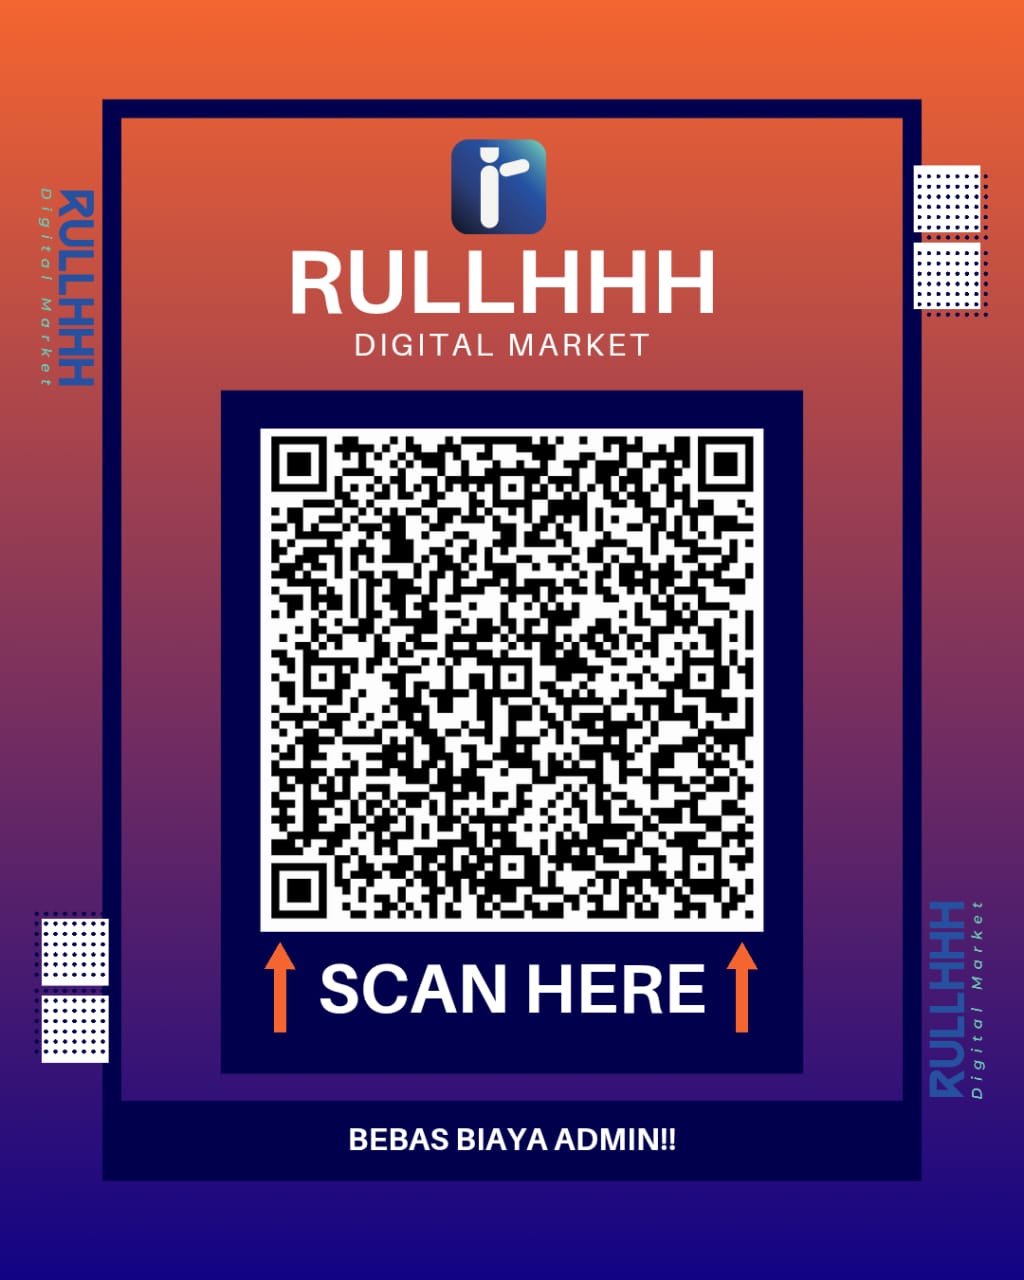 RULLHHH
DIGITAL MARKET
RULLHHH
Digital Market
SCAN HERE
RULLHHH
Digital Market
BEBAS BIAYA ADMIN!!